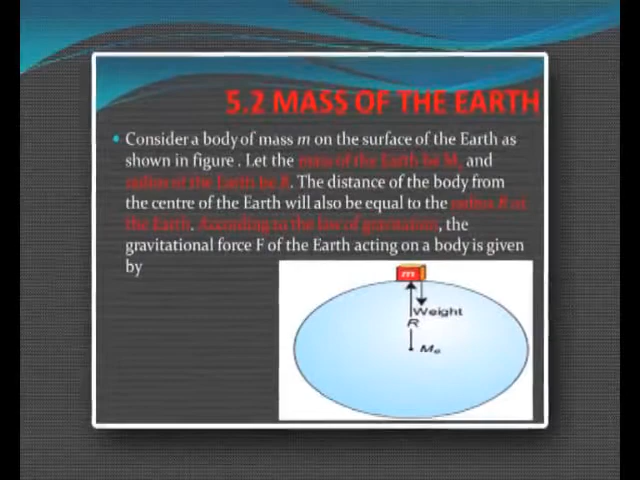 5.2 MASS OF THE EARTH
• Consider a body of mass m on the surface of the Earth as
shown in figure . Let the mass of the Earth be Mₑ and
radius of the Earth be R. The distance of the body from
the centre of the Earth will also be equal to the radius R of
the Earth. According to the law of gravitation, the
gravitational force F of the Earth acting on a body is given
by
m
Weight
R
Mₑ